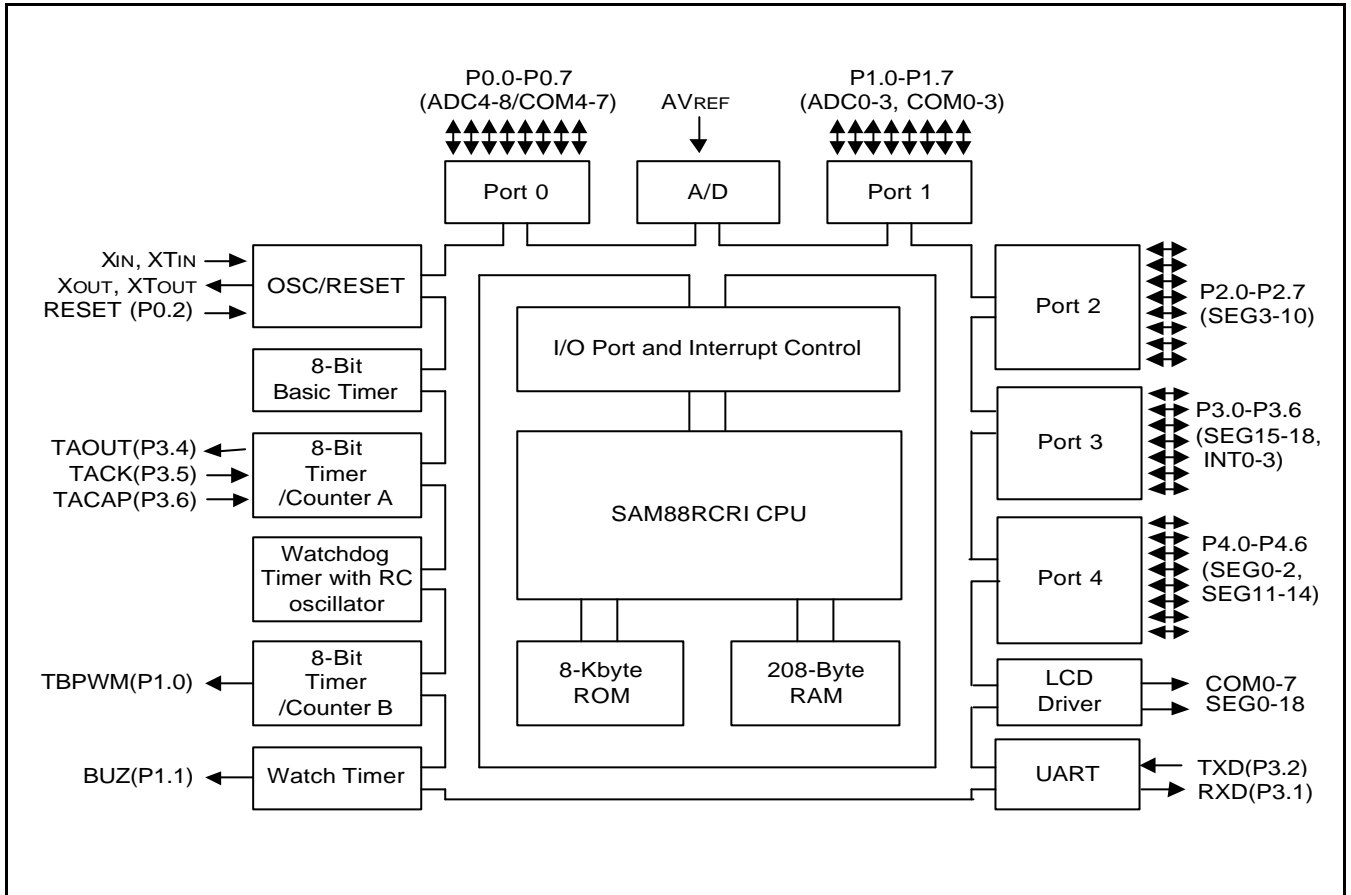 P0.0-P0.7
(ADC4-8/COM4-7)
AVREF
P1.0-P1.7
(ADC0-3, COM0-3)
Port 0
A/D
Port 1
XIN, XTIN
XOUT, XTOUT
RESET (P0.2)
OSC/RESET
Port 2
P2.0-P2.7
(SEG3-10)
I/O Port and Interrupt Control
8-Bit
Basic Timer
TAOUT(P3.4)
TACK(P3.5)
TACAP(P3.6)
8-Bit
Timer
/Counter A
Port 3
P3.0-P3.6
(SEG15-18,
INT0-3)
SAM88RCRI CPU
Watchdog
Timer with RC
oscillator
Port 4
P4.0-P4.6
(SEG0-2,
SEG11-14)
TBPWM(P1.0)
8-Bit
Timer
/Counter B
8-Kbyte
ROM
208-Byte
RAM
LCD
Driver
COM0-7
SEG0-18
BUZ(P1.1)
Watch Timer
UART
TXD(P3.2)
RXD(P3.1)